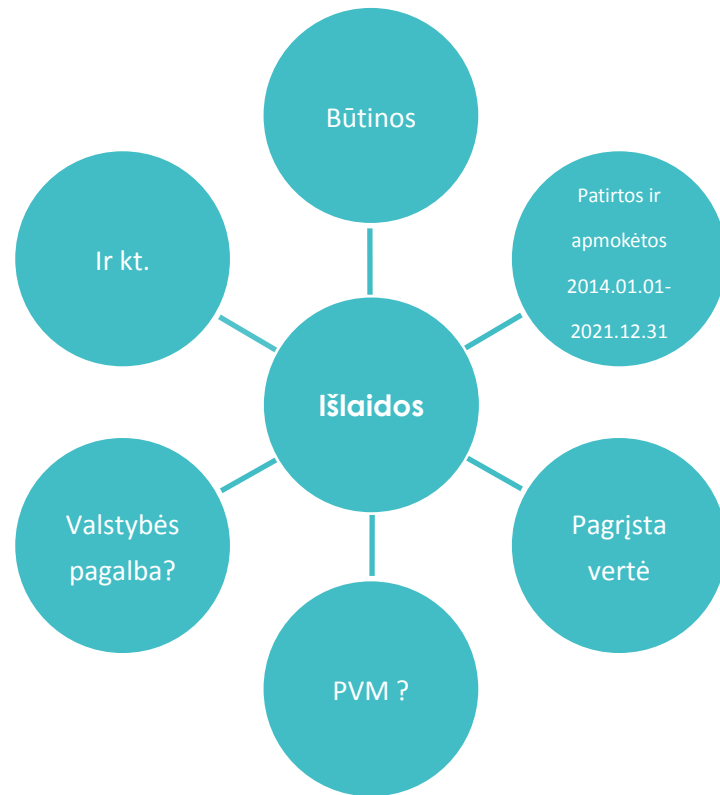 Būtinos
Patirtos ir
apmokėtos
2014.01.01-
2021.12.31
Ir kt.
Išlaidos
Valstybės
pagalba?
Pagrįsta
vertė
PVM ?